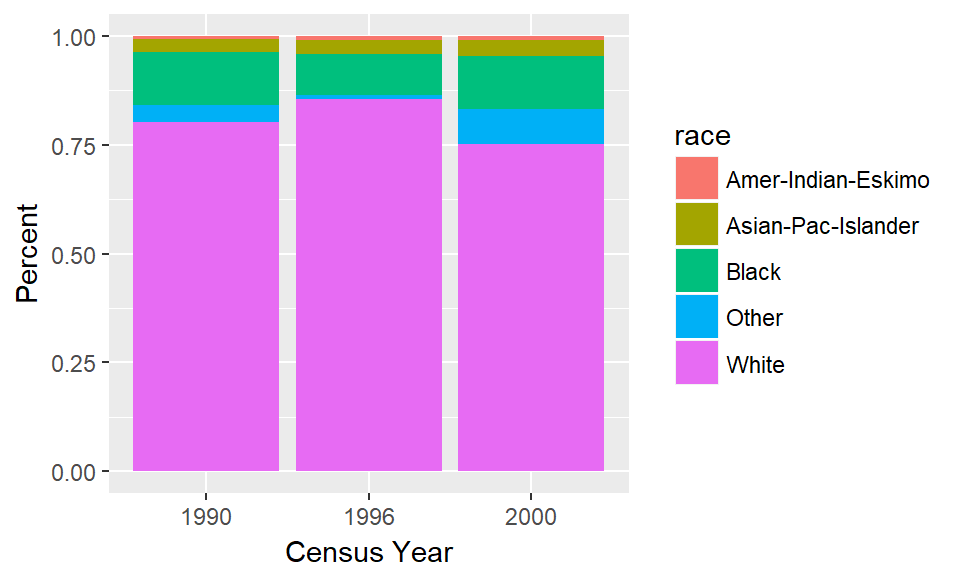 1.00
0.75
0.50
0.25
0.00
Percent
1990 1996 2000
Census Year
race
Amer-Indian-Eskimo
Asian-Pac-Islander
Black
Other
White